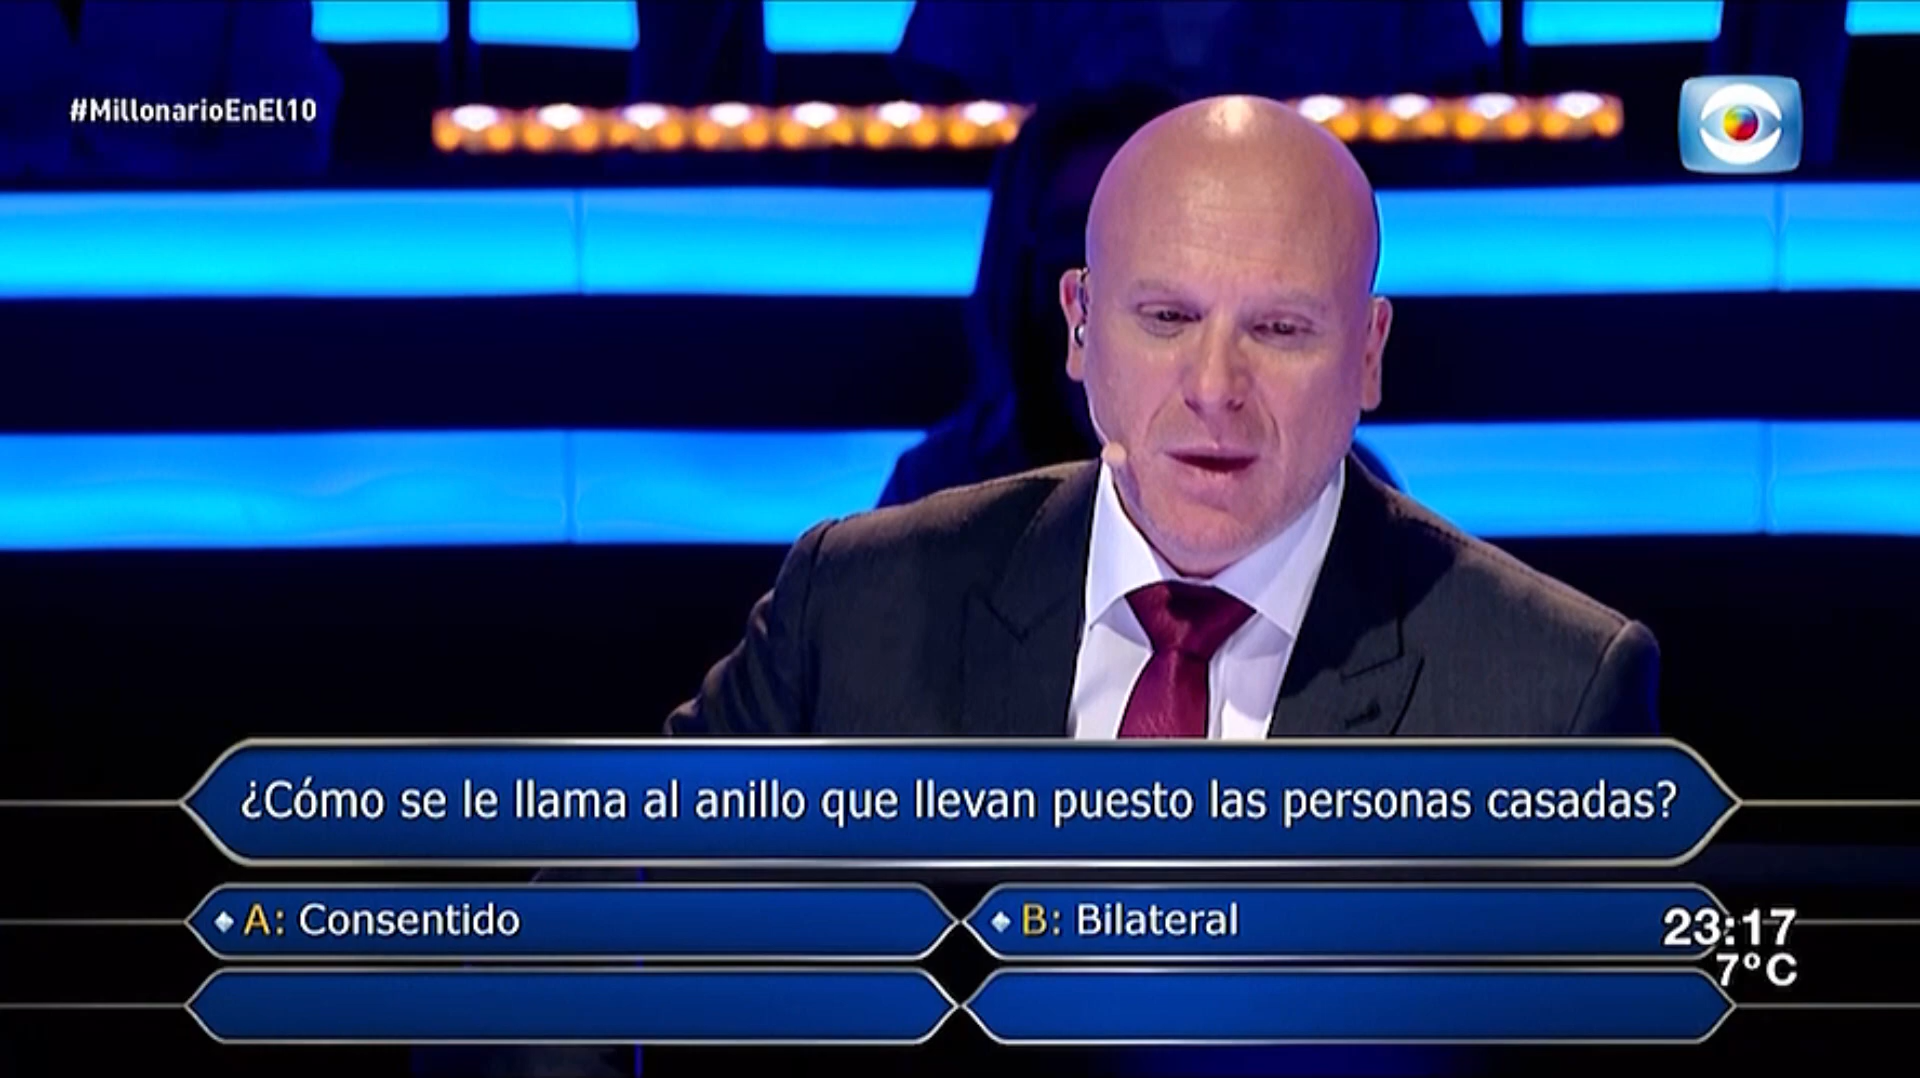 #MillonarioEnEl10
¿Cómo se le llama al anillo que llevan puesto las personas casadas?
A: Consentido
B: Bilateral
23:17
7°C